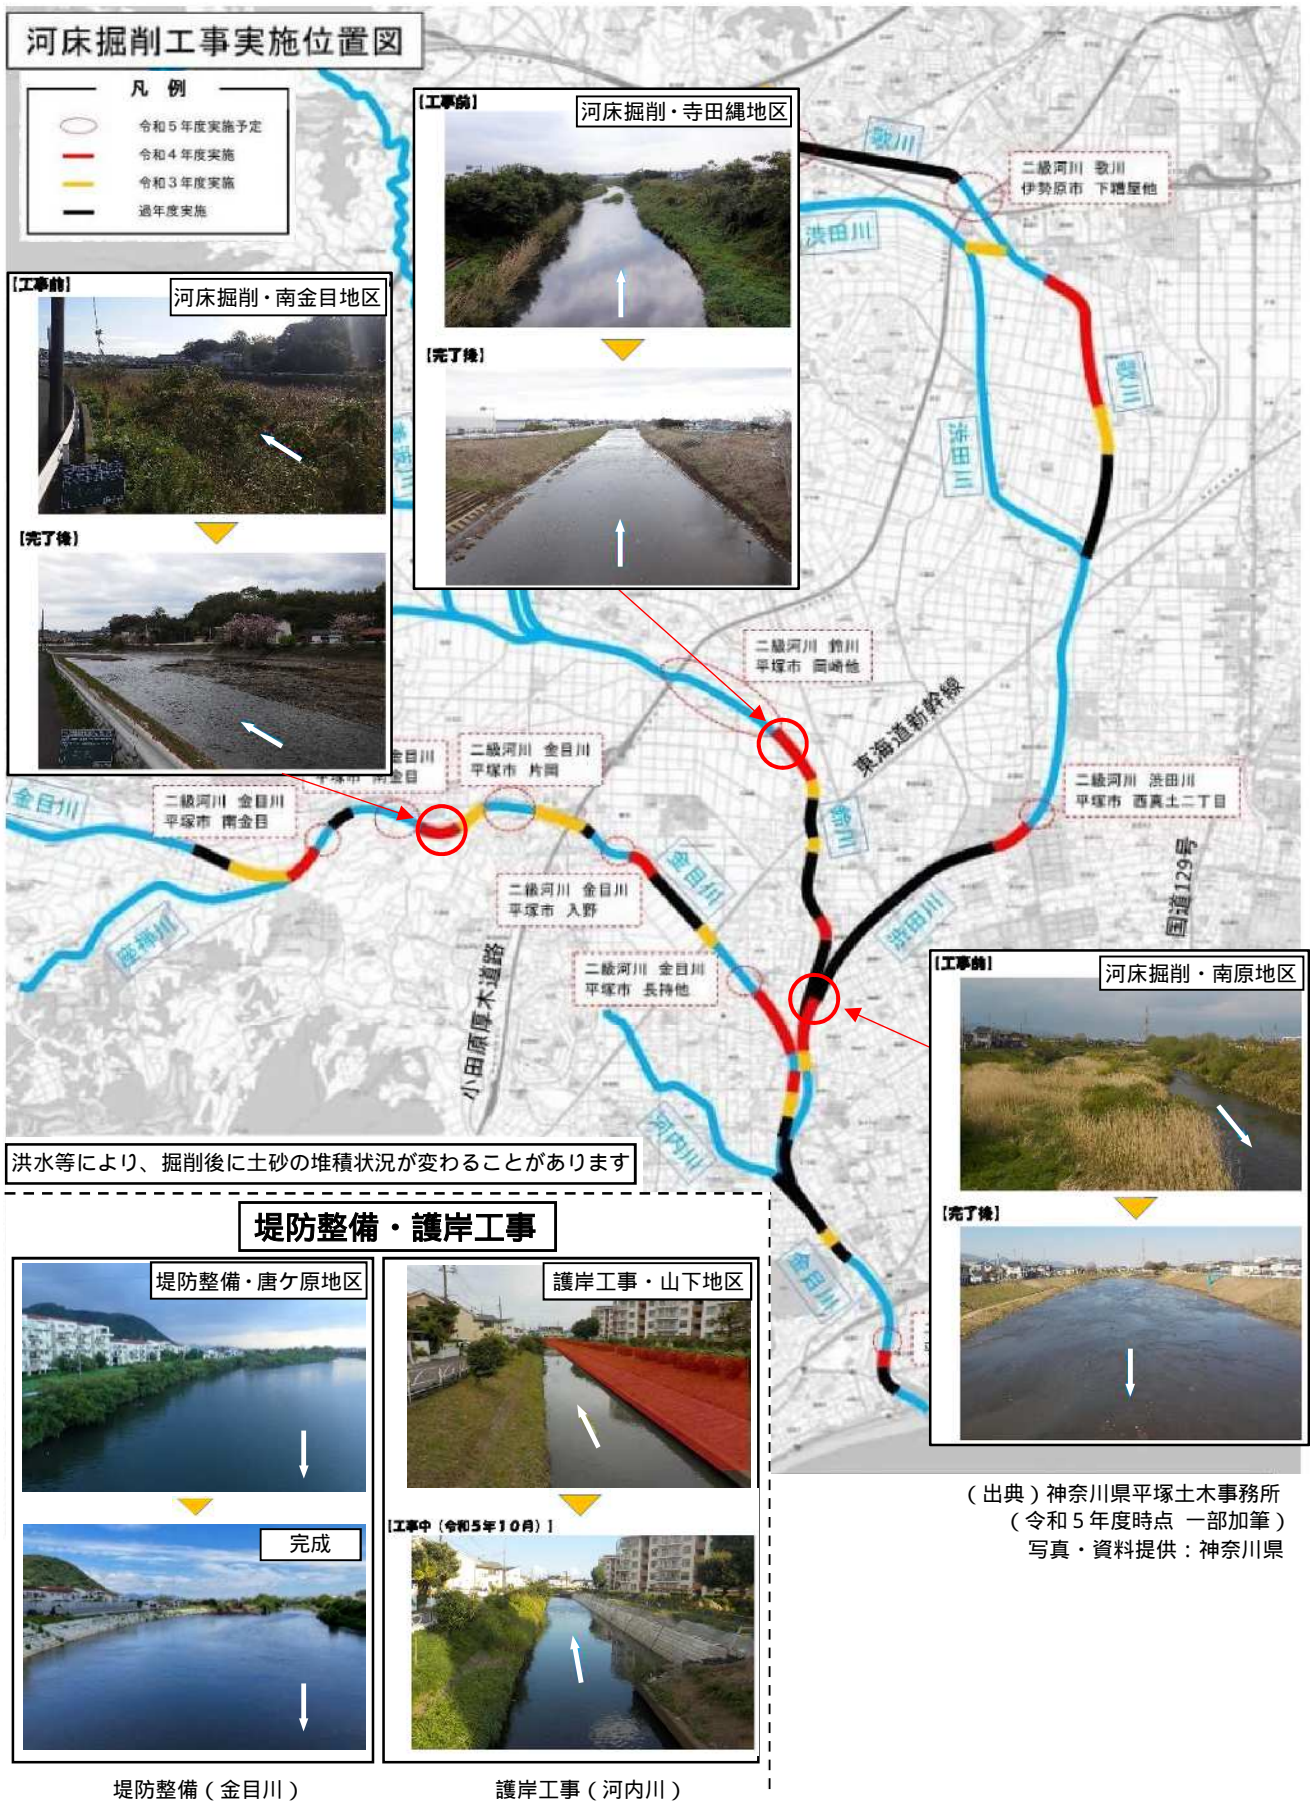 河床掘削工事実施位置図
凡 例
令和5年度実施予定
令和4年度実施
令和3年度実施
過年度実施
【工事前】
河床掘削・寺田縄地区
【完了後】
歌川
二級河川 歌川
伊勢原市 下糟屋他
渋田川
【工事前】
河床掘削・南金目地区
【完了後】
歌川
渋田川
二級河川 鈴川
平塚市 岡崎他
東海道新幹線
金目川
二級河川 金目川
平塚市 南金目
金目川
二級河川 金目川
平塚市 片岡
二級河川 渋田川
平塚市 西真土二丁目
鈴川
金目川
国道129号
二級河川 金目川
平塚市 入野
座禅川
渋田川
小田原厚木道路
二級河川 金目川
平塚市 長持他
河内川
【工事前】
河床掘削・南原地区
【完了後】
金目川
洪水等により、掘削後に土砂の堆積状況が変わることがあります
堤防整備・護岸工事
堤防整備・唐ケ原地区
完成
護岸工事・山下地区
【工事中(令和5年10月)】
堤防整備(金目川)
護岸工事(河内川)
(出典)神奈川県平塚土木事務所
(令和5年度時点 一部加筆)
写真・資料提供:神奈川県